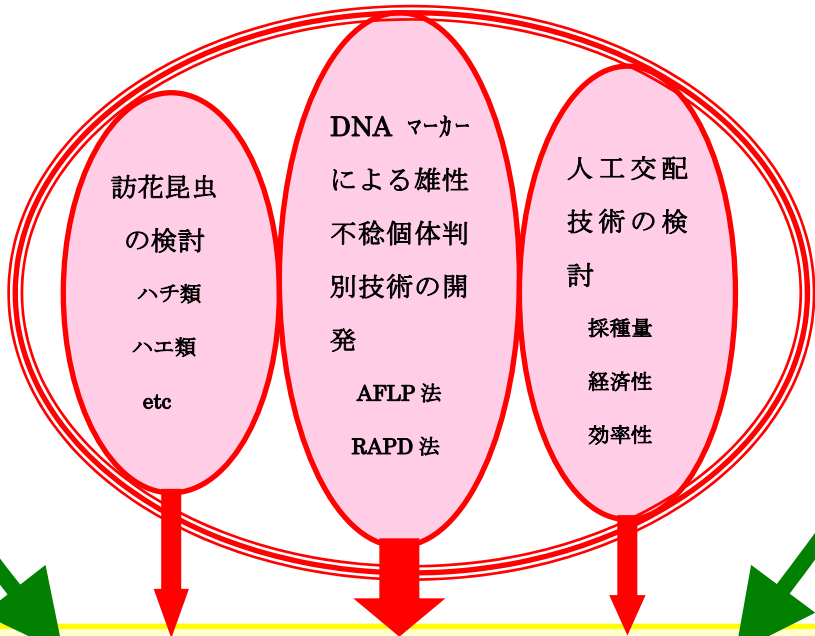 訪花昆虫
の検討
ハチ類
ハエ類
etc
DNA マーカー
による雄性
不稔個体判
別技術の開
発
AFLP 法
RAPD 法
人工交配
技術の検
討
採種量
経済性
効率性